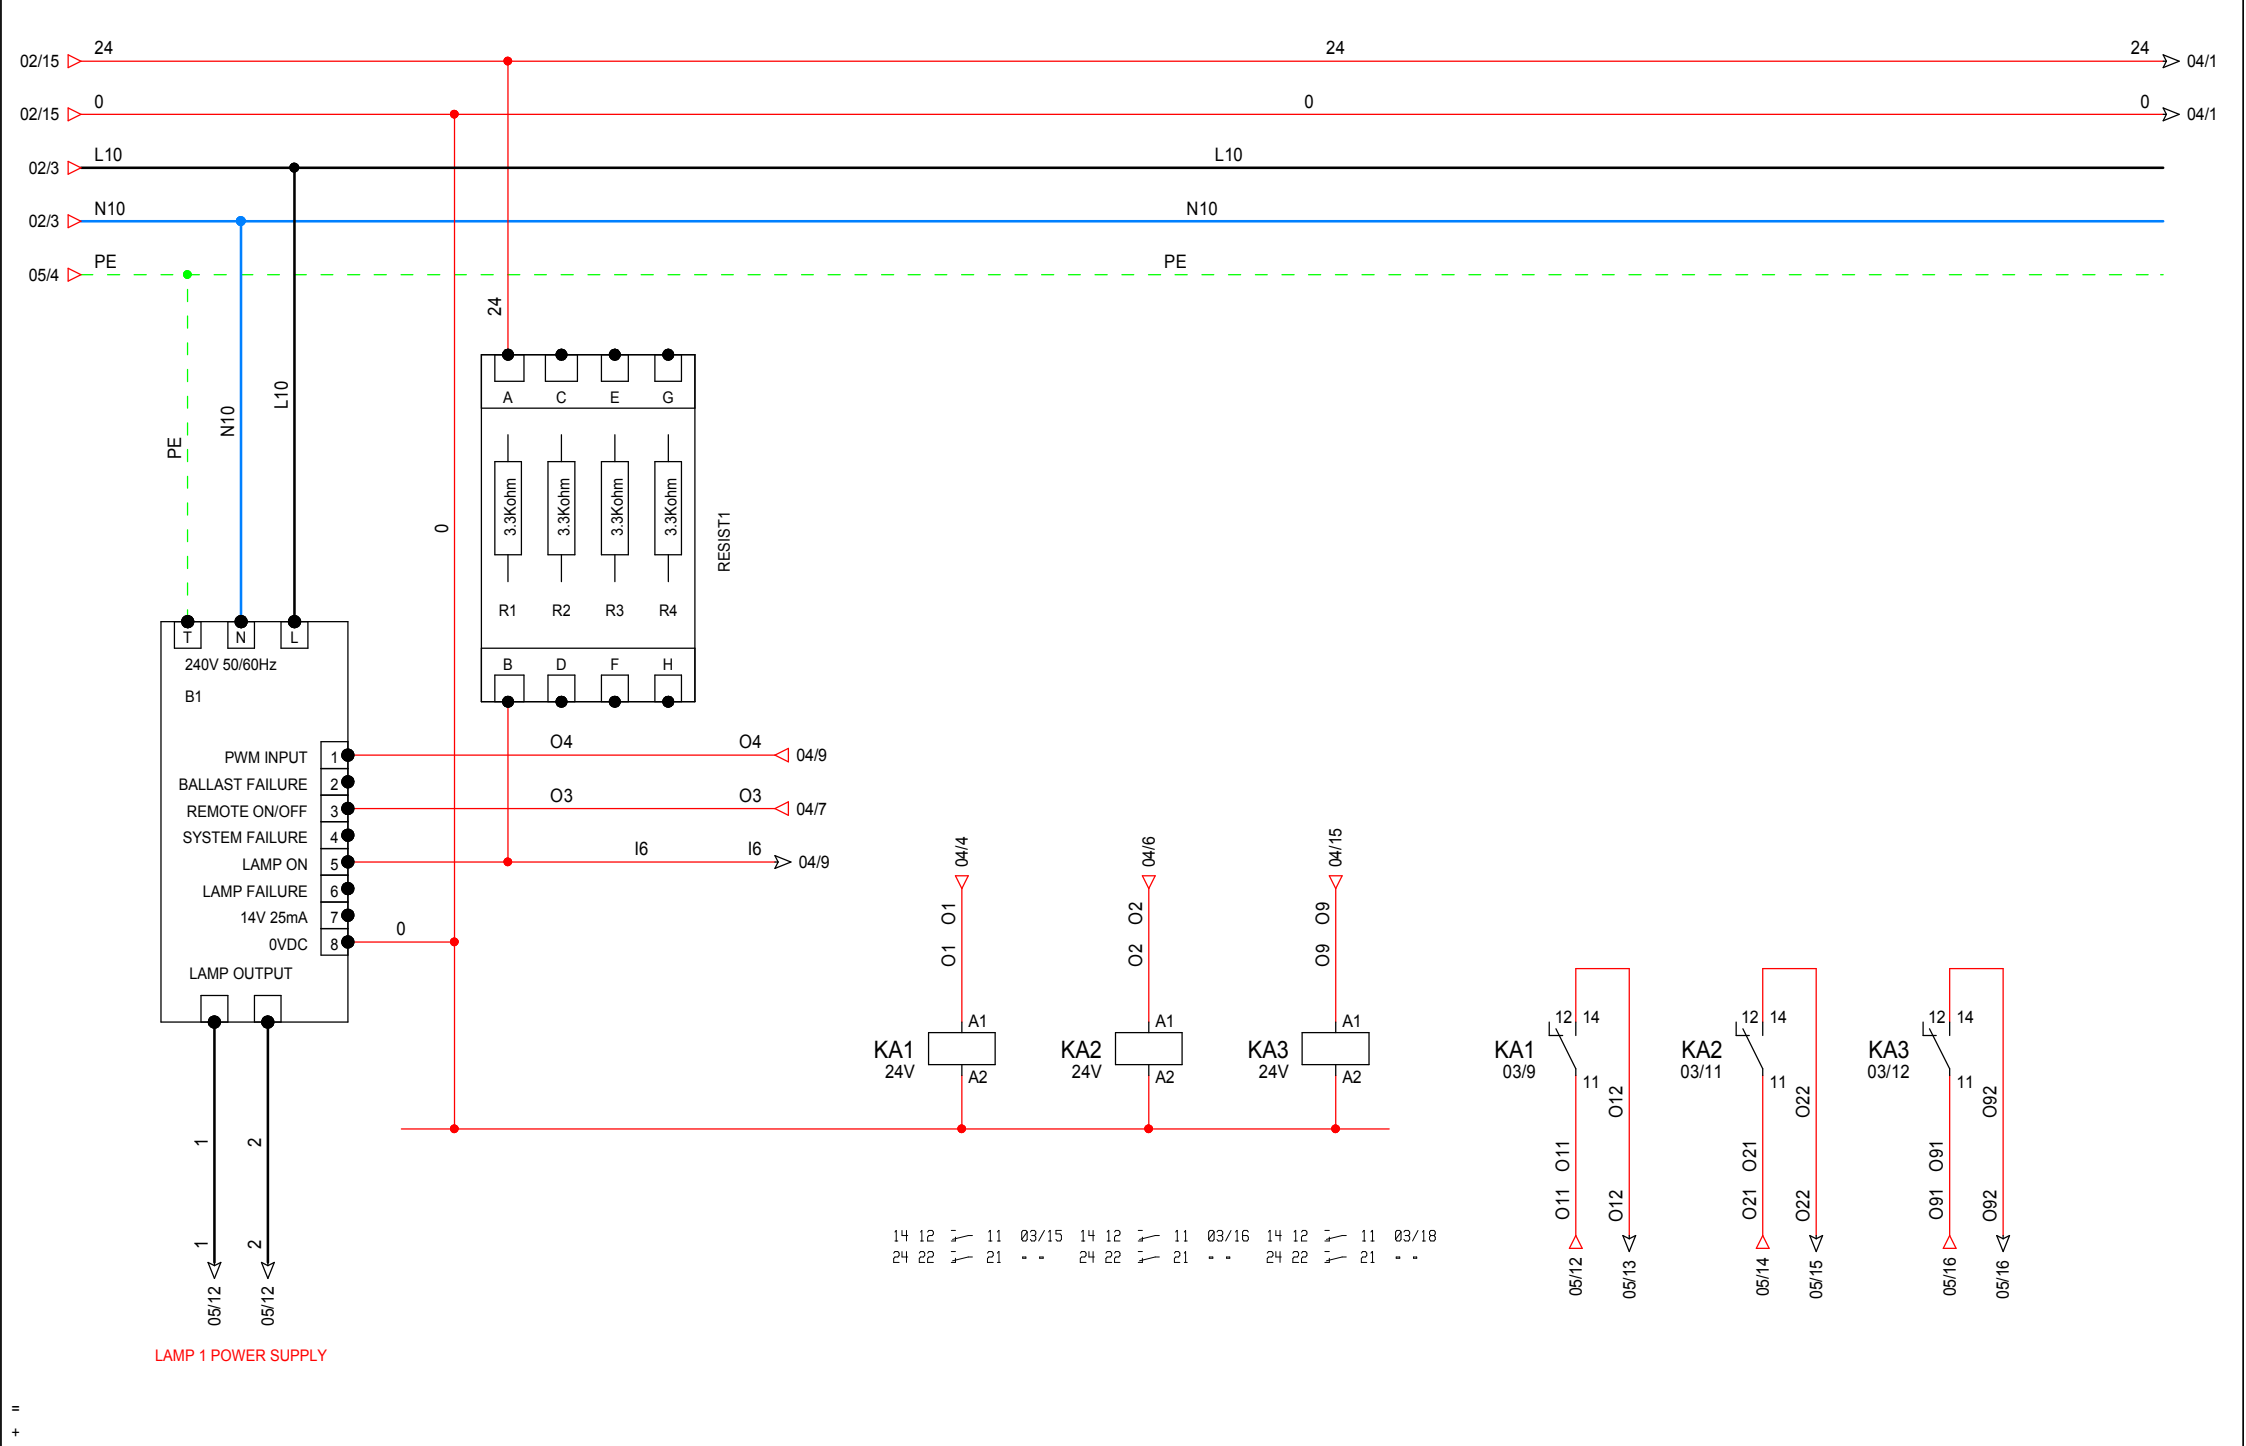 02/15 24 24 24 04/1
02/15 0 0 0 04/1
02/3 L10 L10
02/3 N10 N10
05/4 PE PE
24
PE N10 L10 0
A C E G
3.3Kohm 3.3Kohm 3.3Kohm 3.3Kohm
RESIST1
R1 R2 R3 R4
B D F H
T N L
240V 50/60Hz
B1
PWM INPUT 1 O4 O4 04/9
BALLAST FAILURE 2
REMOTE ON/OFF 3 O3 O3 04/7
SYSTEM FAILURE 4
LAMP ON 5 I6 I6 04/9
LAMP FAILURE 6
14V 25mA 7
0VDC 8 0
LAMP OUTPUT
04/4 04/6 04/15
O1 O2 O9
O1 O2 O9
A1 A1 A1
KA1 KA2 KA3
24V 24V 24V
A2 A2 A2
12 14 12 14 12 14
KA1 KA2 KA3
03/9 03/11 03/12
11 11 11
O12 O22 O92
O11 O21 O91
O11 O12 O21 O22 O91 O92
05/12 05/13 05/14 05/15 05/16 05/16
1 2
1 2
05/12 05/12
14 12 11 03/15 14 12 11 03/16 14 12 11 03/18
24 22 21 - - 24 22 21 - - 24 22 21 - -
LAMP 1 POWER SUPPLY
=
+